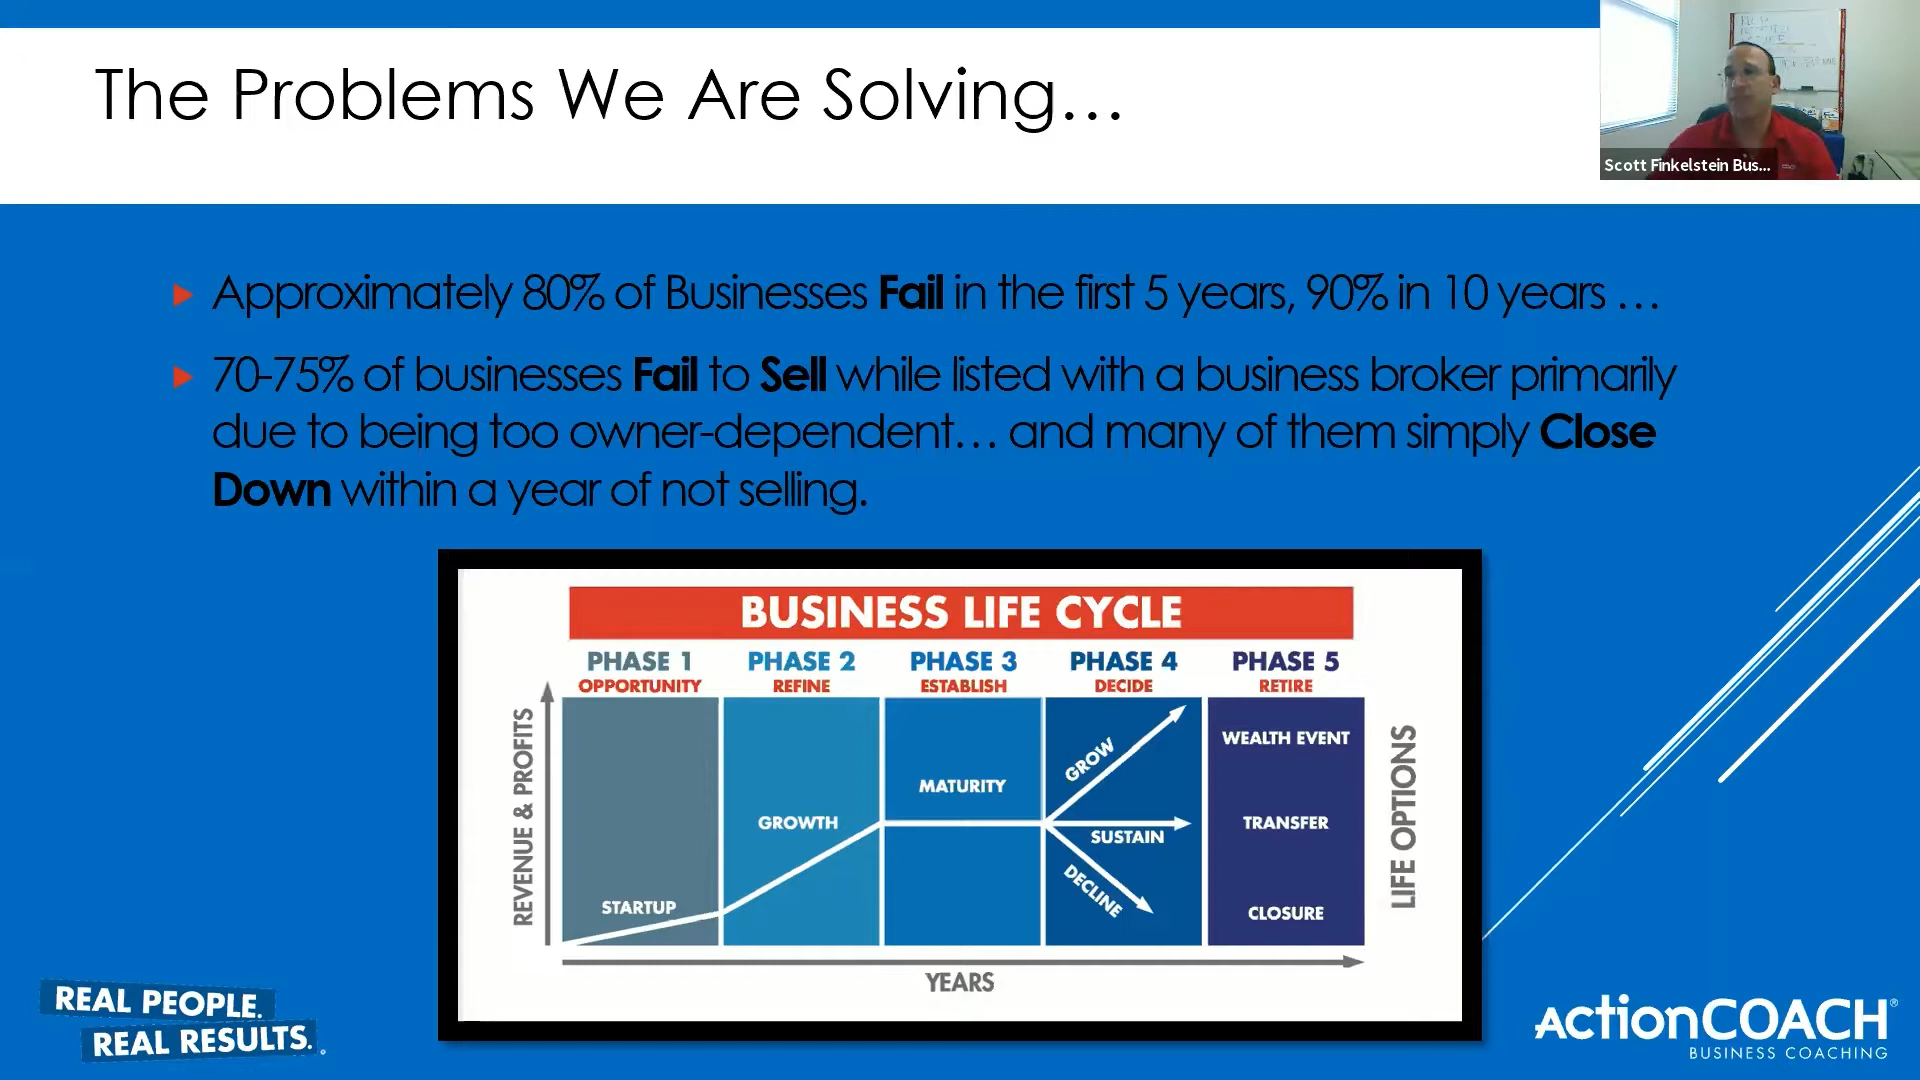 The Problems We Are Solving…
Scott Finkelstein Bus...
Approximately 80% of Businesses Fail in the first 5 years, 90% in 10 years …
70-75% of businesses Fail to Sell while listed with a business broker primarily
due to being too owner-dependent… and many of them simply Close
Down within a year of not selling.
BUSINESS LIFE CYCLE
PHASE 1 PHASE 2 PHASE 3 PHASE 4 PHASE 5
OPPORTUNITY REFINE ESTABLISH DECIDE RETIRE
REVENUE & PROFITS
STARTUP
GROWTH
MATURITY
GROW
SUSTAIN
DECLINE
WEALTH EVENT
TRANSFER
CLOSURE
LIFE OPTIONS
YEARS
REAL PEOPLE.
REAL RESULTS.
ActionCOACH®
BUSINESS COACHING